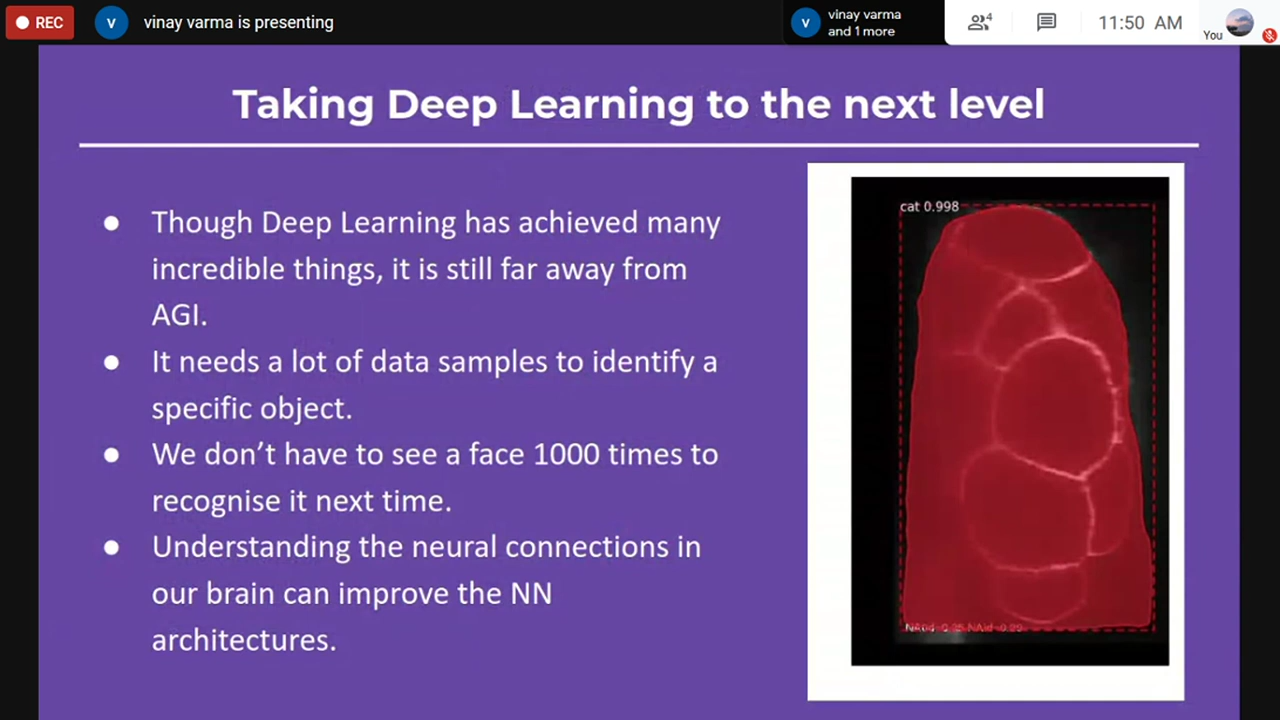 REC
v
vinay varma is presenting
v
vinay varma
and 1 more
4
11:50 AM
You
Taking Deep Learning to the next level
● Though Deep Learning has achieved many
incredible things, it is still far away from
AGI.
● It needs a lot of data samples to identify a
specific object.
● We don’t have to see a face 1000 times to
recognise it next time.
● Understanding the neural connections in
our brain can improve the NN
architectures.
cat 0.998